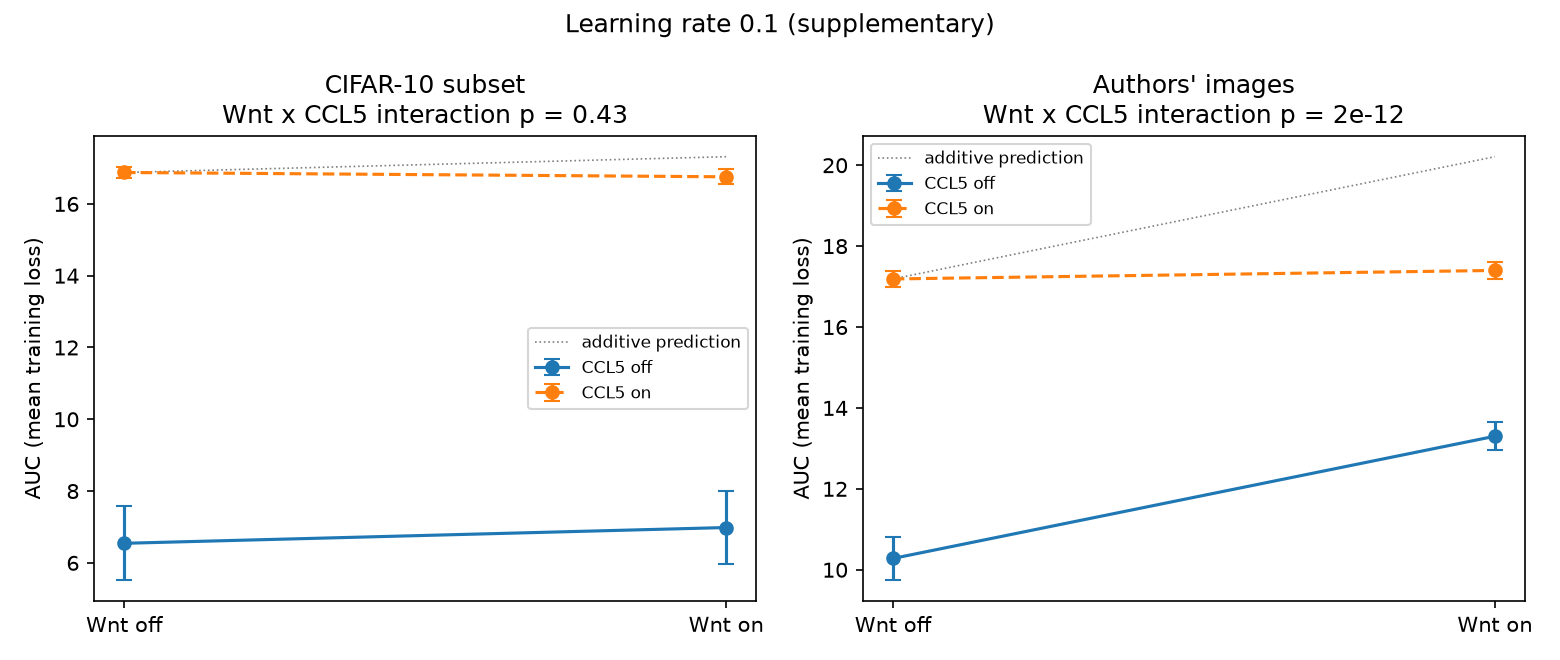 Learning rate 0.1 (supplementary)
CIFAR-10 subset
Wnt x CCL5 interaction p = 0.43
AUC (mean training loss)
16
14
12
10
8
6
additive prediction
CCL5 off
CCL5 on
Wnt off
Wnt on
Authors' images
Wnt x CCL5 interaction p = 2e-12
AUC (mean training loss)
20
18
16
14
12
10
additive prediction
CCL5 off
CCL5 on
Wnt off
Wnt on